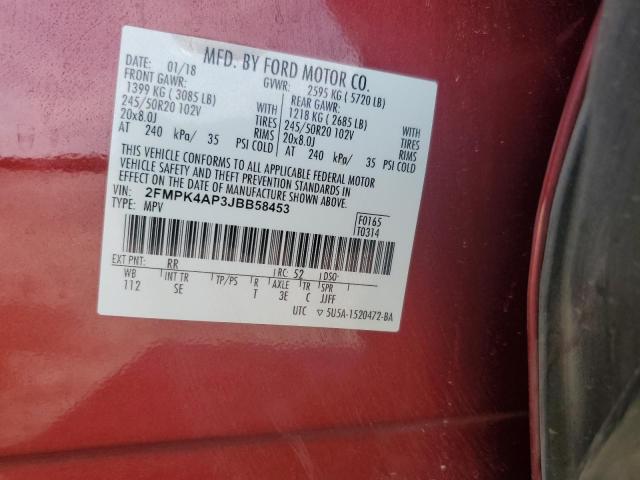 MFD. BY FORD MOTOR CO.
DATE: 01/18 GVWR: 2595 KG ( 5720 LB)
FRONT GAWR: REAR GAWR:
1399 KG ( 3085 LB) WITH 1218 KG ( 2685 LB) WITH
245/50R20 102V TIRES 245/50R20 102V TIRES
20x8.0J RIMS 20x8.0J RIMS
AT 240 kPa/ 35 PSI COLD AT 240 kPa/ 35 PSI COLD
THIS VEHICLE CONFORMS TO ALL APPLICABLE FEDERAL MOTOR
VEHICLE SAFETY AND THEFT PREVENTION STANDARDS IN
EFFECT ON THE DATE OF MANUFACTURE SHOWN ABOVE.
VIN: 2FMPK4AP3JBB58453 F0165
TYPE: MPV T0314
EXT PNT: RR RC: 52 DSO:
WB INT TR TP/PS R AXLE TR SPR
112 SE T 3E C JJFF
UTC ▽ 5U5A-1520472-BA